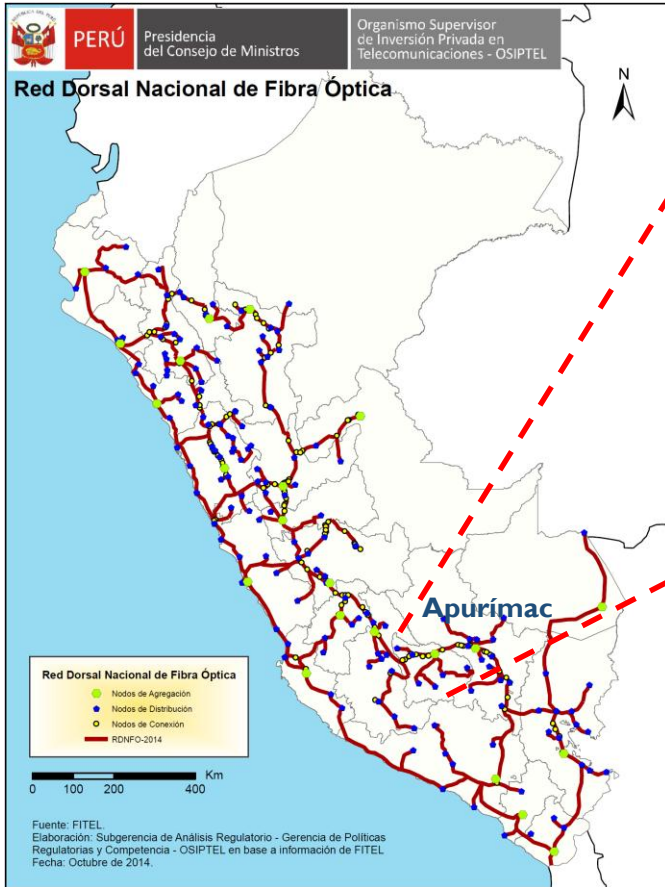 PERÚ
Presidencia
del Consejo de Ministros
Organismo Supervisor
de Inversión Privada en
Telecomunicaciones - OSIPTEL
Red Dorsal Nacional de Fibra Óptica
N
Apurímac
Red Dorsal Nacional de Fibra Óptica
Nodos de Agregación
Nodos de Distribución
Nodos de Conexión
RDNFO-2014
Km
0 100 200 400
Fuente: FITEL.
Elaboración: Subgerencia de Análisis Regulatorio - Gerencia de Políticas
Regulatorias y Competencia - OSIPTEL en base a información de FITEL
Fecha: Octubre de 2014.